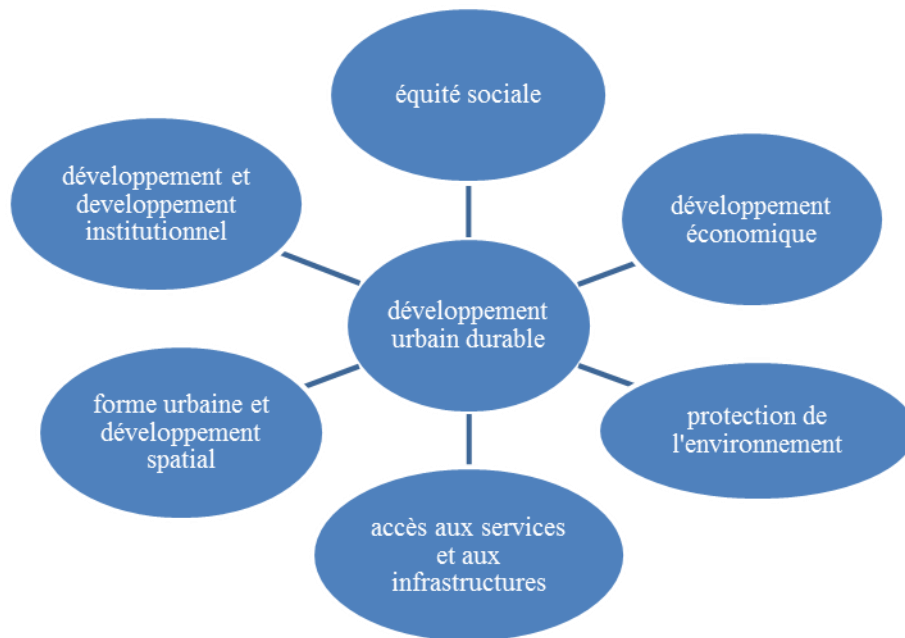 équité sociale
développement et
developpement
institutionnel
développement
économique
développement
urbain durable
forme urbaine et
développement
spatial
protection de
l'environnement
accès aux services
et aux
infrastructures